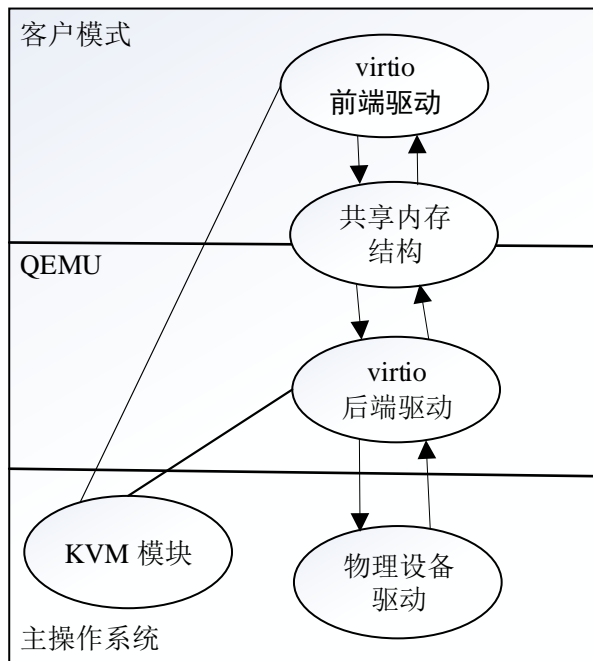 客户模式
virtio
前端驱动
共享内存
结构
QEMU
virtio
后端驱动
KVM 模块
物理设备
驱动
主操作系统